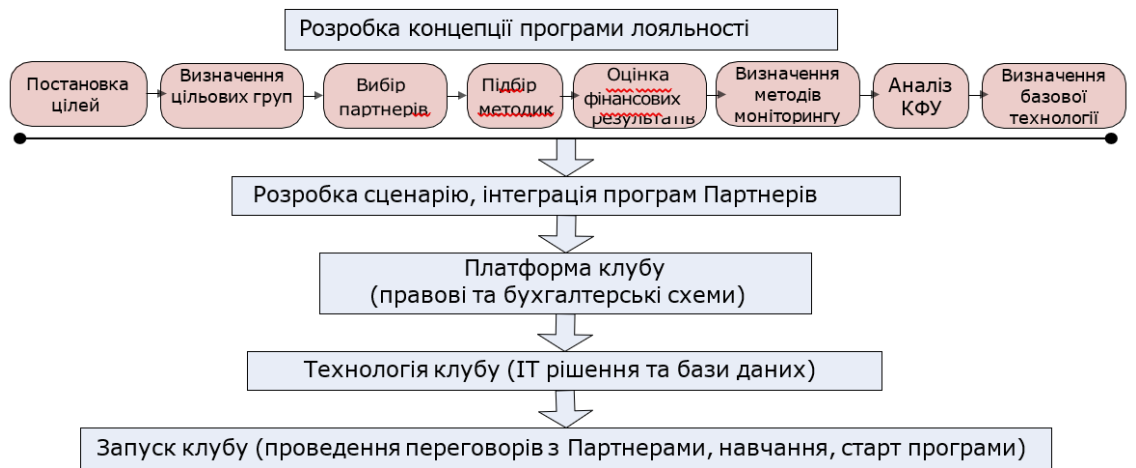 Розробка концепції програми лояльності
Постановка
цілей
Визначення
цільових груп
Вибір
партнерів
Підбір
методик
Оцінка
фінансових
результатів
Визначення
методів
моніторингу
Аналіз
КФУ
Визначення
базової
технології
Розробка сценарію, інтеграція програм Партнерів
Платформа клубу
(правові та бухгалтерські схеми)
Технологія клубу (ІТ рішення та бази даних)
Запуск клубу (проведення переговорів з Партнерами, навчання, старт програми)